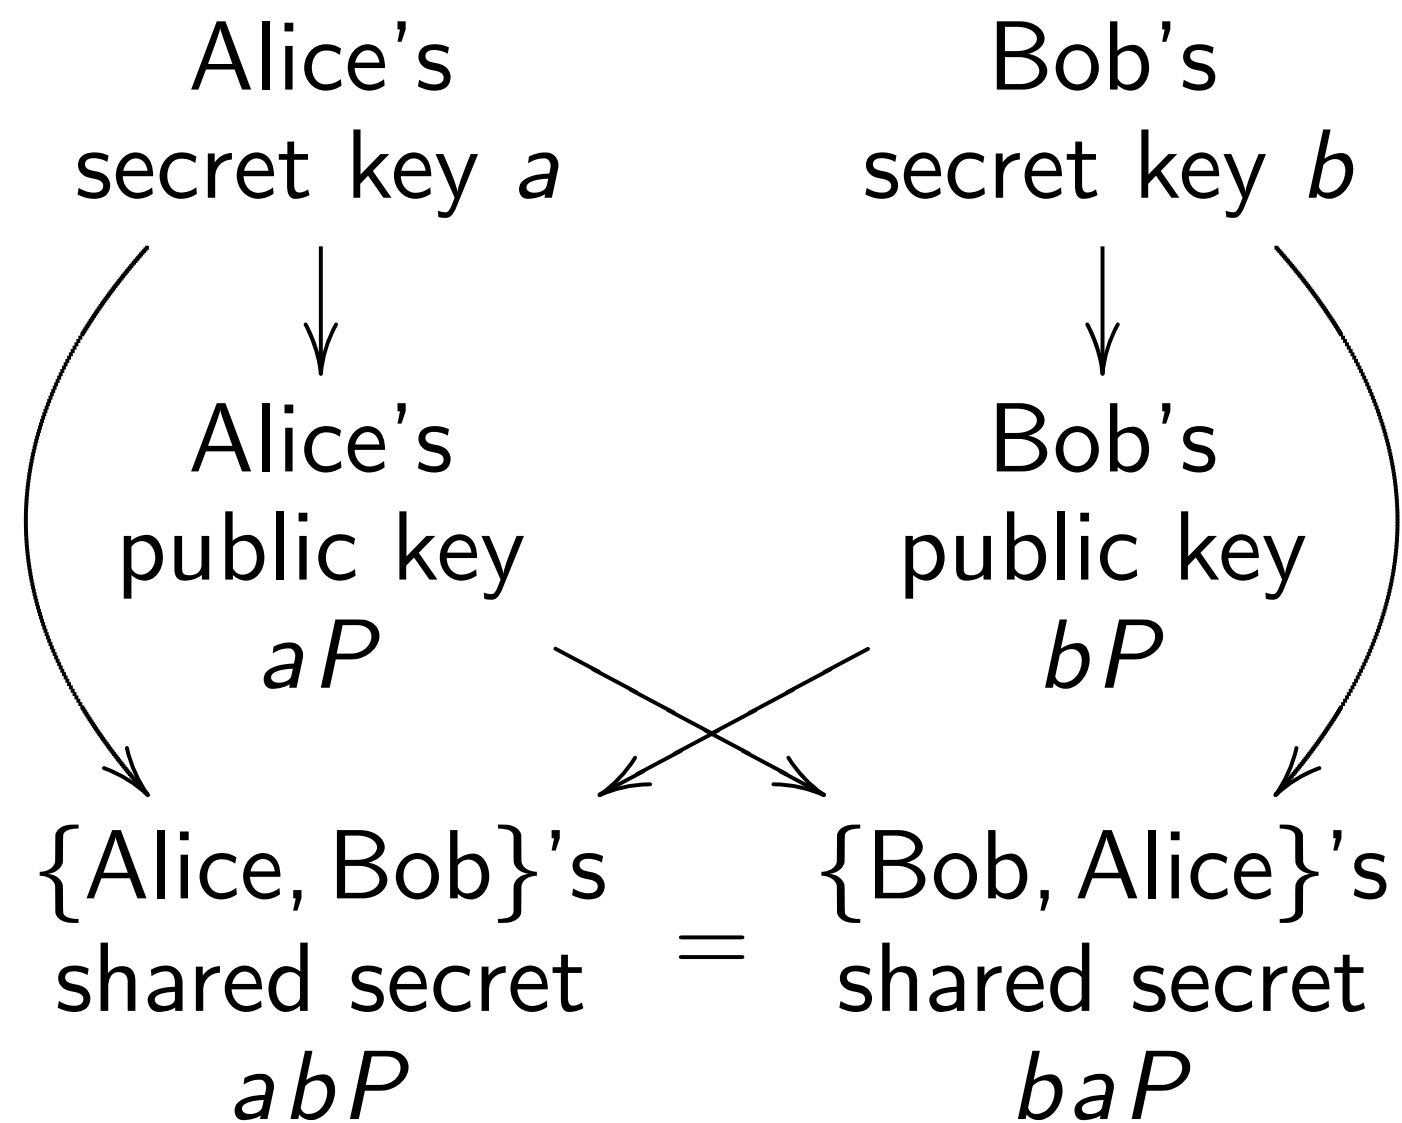 Alice’s
secret key a
Bob’s
secret key b
Alice’s
public key
aP
Bob’s
public key
bP
{Alice, Bob}’s
shared secret
abP
=
{Bob, Alice}’s
shared secret
baP